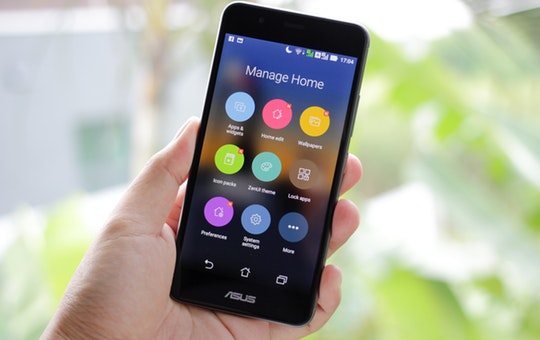 17:04
Manage Home
Apps &
widgets
Home edit
Wallpapers
Icon packs
ZenUI theme
Lock apps
Preferences
System
settings
More
ASUS